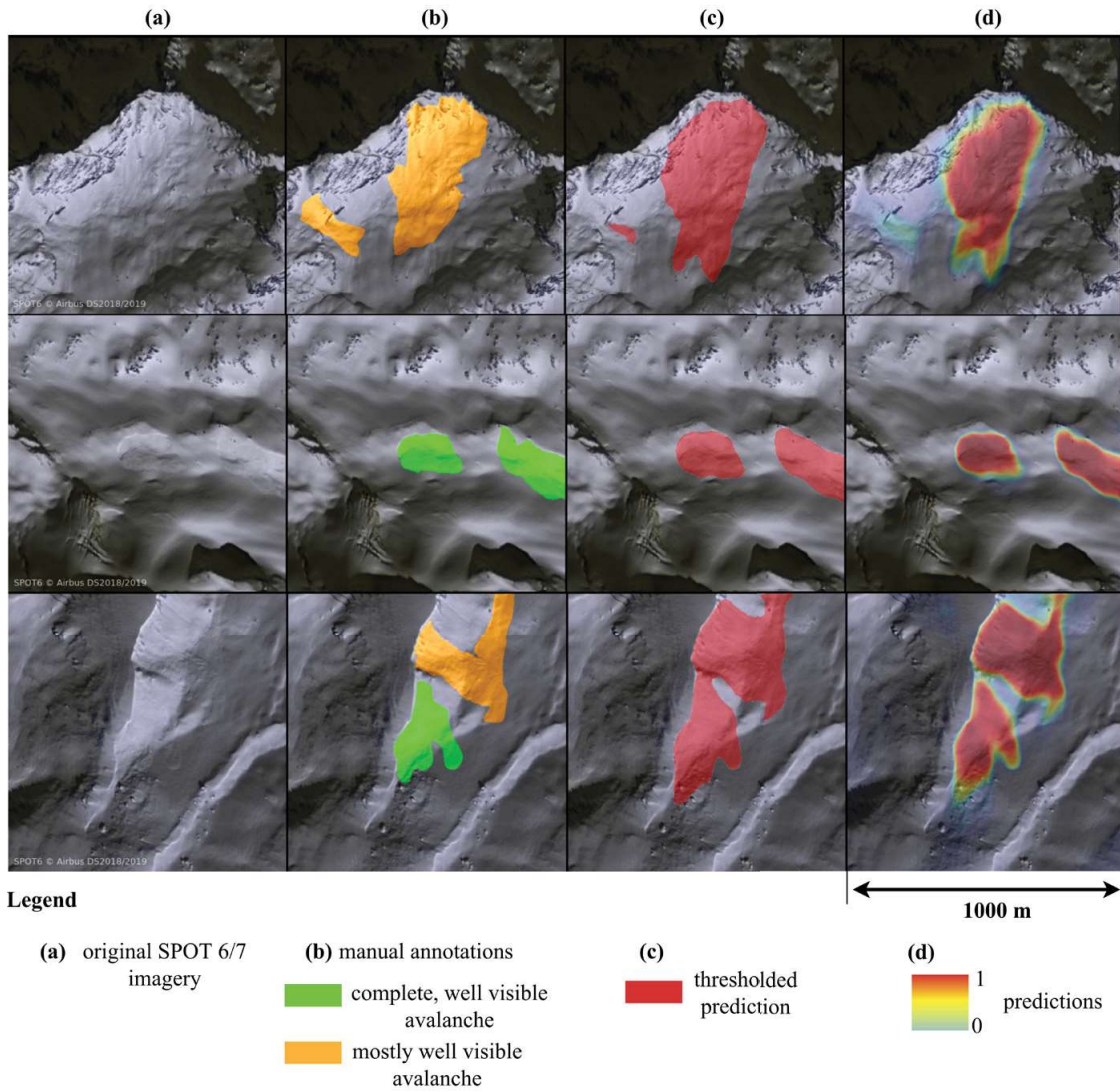 (a) (b) (c) (d)
SPOT6 © Airbus DS2018/2019
SPOT6 © Airbus DS2018/2019
SPOT6 © Airbus DS2018/2019
Legend
1000 m
(a) original SPOT 6/7
imagery
(b) manual annotations
complete, well visible
avalanche
mostly well visible
avalanche
(c)
thresholded
prediction
(d)
1
0
predictions